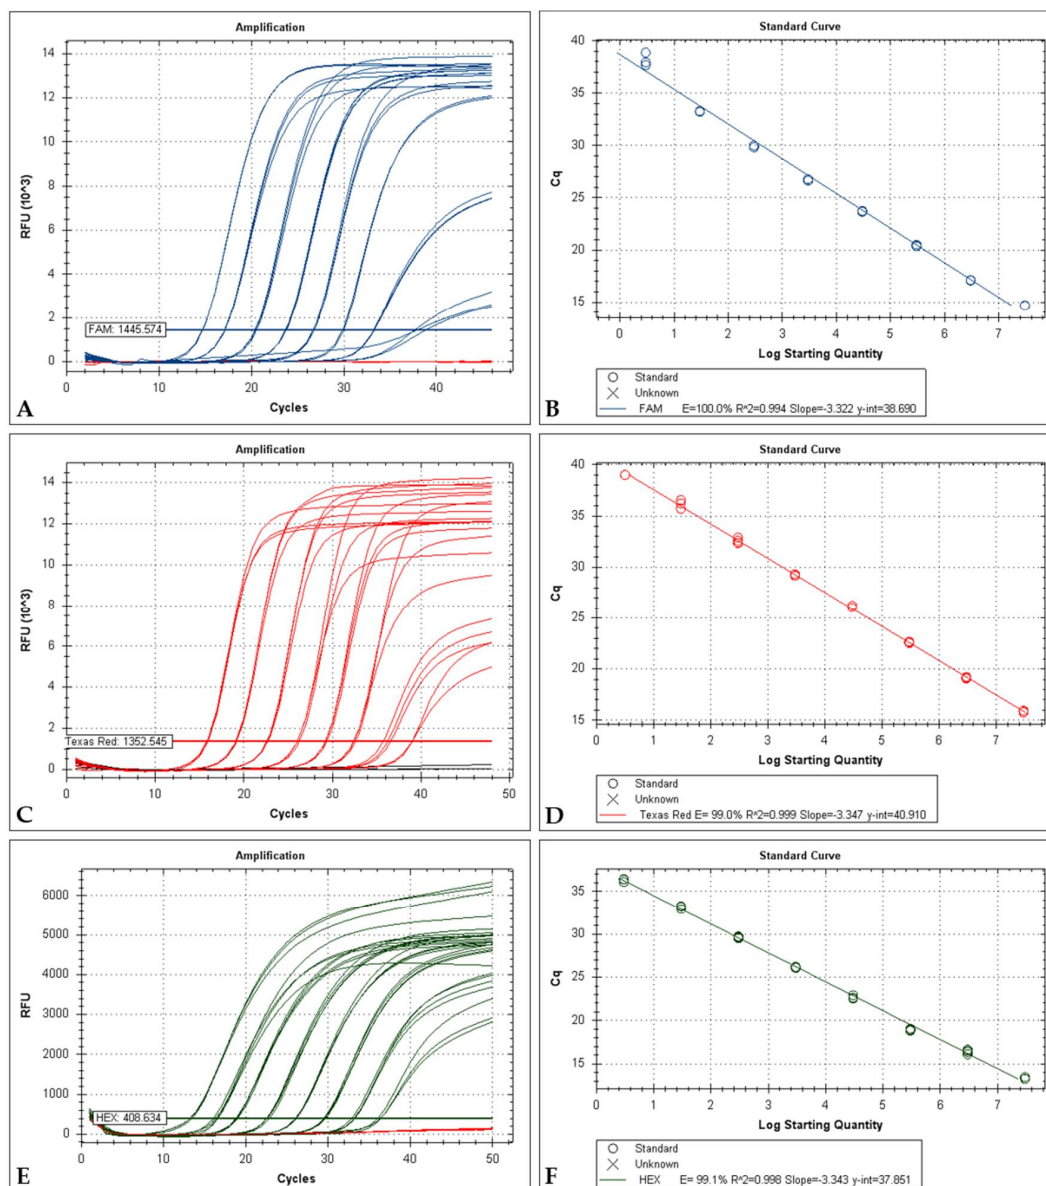 Amplification
RFU (10^3)
14
12
10
8
6
4
2
0
FAM: 1445.574
0
10
20
30
40
Cycles
A
Standard Curve
Cq
40
35
30
25
20
15
0
1
2
3
4
5
6
7
Log Starting Quantity
Standard
Unknown
FAM E=100.0% R^2=0.994 Slope=-3.322 y-int=38.690
B
Amplification
RFU (10^3)
14
12
10
8
6
4
2
0
Texas Red: 1352.545
0
10
20
30
40
50
Cycles
C
Standard Curve
Cq
40
35
30
25
20
15
0
1
2
3
4
5
6
7
8
Log Starting Quantity
Standard
Unknown
Texas Red E= 99.0% R^2=0.999 Slope=-3.347 y-int=40.910
D
Amplification
RFU
6000
5000
4000
3000
2000
1000
0
HEX: 408.634
0
10
20
30
40
50
Cycles
E
Standard Curve
Cq
35
30
25
20
15
0
1
2
3
4
5
6
7
8
Log Starting Quantity
Standard
Unknown
HEX E= 99.1% R^2=0.998 Slope=-3.343 y-int=37.851
F